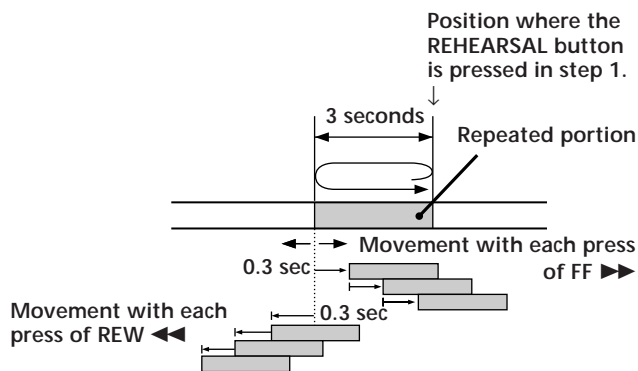 Position where the
REHEARSAL button
is pressed in step 1.
3 seconds
Repeated portion
Movement with each press
of FF ►►
0.3 sec
Movement with each
press of REW ◄◄
0.3 sec